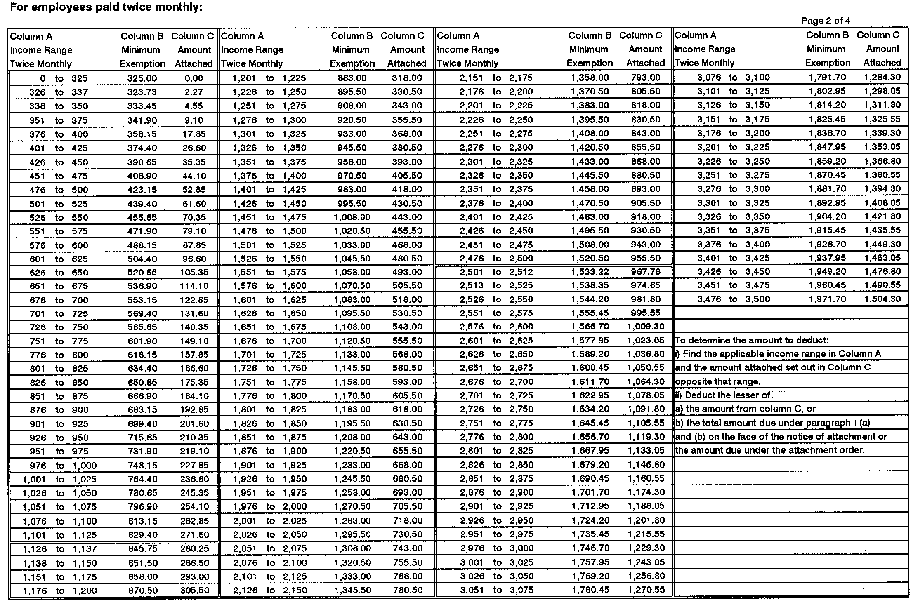 For employees paid twice monthly:
Page 2 of 4
Column A Column B Column C Column A Column B Column C Column A Column B Column C Column A Column B Column C
Income Range Minimum Amount Income Range Minimum Amount Income Range Minimum Amount Income Range Minimum Amount
Twice Monthly Exemption Attached Twice Monthly Exemption Attached Twice Monthly Exemption Attached Twice Monthly Exemption Attached
0 to 325 325.00 0.00 1,201 to 1,225 883.00 318.00 2,151 to 2,175 1,358.00 793.00 3,076 to 3,100 1,791.70 1,284.30
326 to 337 323.73 2.27 1,226 to 1,250 895.50 330.50 2,176 to 2,200 1,370.50 805.50 3,101 to 3,125 1,802.95 1,298.05
338 to 350 333.45 4.55 1,251 to 1,275 908.00 343.00 2,201 to 2,225 1,383.00 818.00 3,126 to 3,150 1,814.20 1,311.80
351 to 375 341.90 9.10 1,276 to 1,300 920.50 355.50 2,226 to 2,250 1,395.50 830.50 3,151 to 3,175 1,825.45 1,325.55
376 to 400 358.15 17.85 1,301 to 1,325 933.00 368.00 2,251 to 2,275 1,408.00 843.00 3,176 to 3,200 1,836.70 1,339.30
401 to 425 374.40 26.60 1,326 to 1,350 945.50 380.50 2,276 to 2,300 1,420.50 855.50 3,201 to 3,225 1,847.95 1,353.05
426 to 450 390.65 35.35 1,351 to 1,375 958.00 393.00 2,301 to 2,325 1,433.00 868.00 3,226 to 3,250 1,859.20 1,366.80
451 to 475 406.90 44.10 1,375 to 1,400 970.50 405.50 2,326 to 2,350 1,445.50 880.50 3,251 to 3,275 1,870.45 1,380.55
476 to 500 423.15 52.85 1,401 to 1,425 983.00 418.00 2,351 to 2,375 1,458.00 893.00 3,276 to 3,300 1,881.70 1,394.30
501 to 525 439.40 61.60 1,426 to 1,450 995.50 430.50 2,376 to 2,400 1,470.50 905.50 3,301 to 3,325 1,892.95 1,408.05
526 to 550 455.65 70.35 1,451 to 1,475 1,008.00 443.00 2,401 to 2,425 1,483.00 918.00 3,326 to 3,350 1,904.20 1,421.80
551 to 575 471.90 79.10 1,476 to 1,500 1,020.50 455.50 2,426 to 2,450 1,495.50 930.50 3,351 to 3,375 1,915.45 1,435.55
576 to 600 488.15 87.85 1,501 to 1,525 1,033.00 468.00 2,451 to 2,475 1,508.00 943.00 3,376 to 3,400 1,926.70 1,449.30
601 to 625 504.40 96.60 1,526 to 1,550 1,045.50 480.50 2,476 to 2,500 1,520.50 955.50 3,401 to 3,425 1,937.95 1,463.05
626 to 650 520.65 105.35 1,551 to 1,575 1,058.00 493.00 2,501 to 2,512 1,533.22 967.78 3,426 to 3,450 1,949.20 1,476.80
651 to 675 536.90 114.10 1,576 to 1,600 1,070.50 505.50 2,513 to 2,525 1,538.35 974.65 3,451 to 3,475 1,960.45 1,490.55
676 to 700 553.15 122.85 1,601 to 1,625 1,083.00 518.00 2,526 to 2,550 1,544.20 981.80 3,476 to 3,500 1,971.70 1,504.30
701 to 725 569.40 131.60 1,626 to 1,650 1,095.50 530.50 2,551 to 2,575 1,555.45 995.55
726 to 750 585.65 140.35 1,651 to 1,675 1,108.00 543.00 2,576 to 2,600 1,566.70 1,009.30
751 to 775 601.90 149.10 1,676 to 1,700 1,120.50 555.50 2,601 to 2,625 1,577.95 1,023.05 To determine the amount to deduct:
776 to 800 618.15 157.85 1,701 to 1,725 1,133.00 568.00 2,626 to 2,650 1,589.20 1,036.80 i) Find the applicable income range in Column A
801 to 825 634.40 166.60 1,726 to 1,750 1,145.50 580.50 2,651 to 2,675 1,600.45 1,050.55 and the amount attached set out in Column C
826 to 850 650.65 175.35 1,751 to 1,775 1,158.00 593.00 2,676 to 2,700 1,611.70 1,064.30 opposite that range.
851 to 875 666.90 184.10 1,776 to 1,800 1,170.50 605.50 2,701 to 2,725 1,622.95 1,078.05 ii) Deduct the lesser of:
876 to 900 683.15 192.85 1,801 to 1,825 1,183.00 618.00 2,726 to 2,750 1,634.20 1,091.80 a) the amount from column C, or
901 to 925 699.40 201.60 1,826 to 1,850 1,195.50 630.50 2,751 to 2,775 1,645.45 1,105.55 b) the total amount due under paragraph I (a)
926 to 950 715.65 210.35 1,851 to 1,875 1,208.00 643.00 2,776 to 2,800 1,656.70 1,119.30 and (b) on the face of the notice of attachment or
951 to 975 731.90 219.10 1,876 to 1,900 1,220.50 655.50 2,801 to 2,825 1,667.95 1,133.05 the amount due under the attachment order.
976 to 1,000 748.15 227.85 1,901 to 1,925 1,233.00 668.00 2,826 to 2,850 1,679.20 1,146.80
1,001 to 1,025 764.40 236.60 1,926 to 1,950 1,245.50 680.50 2,851 to 2,875 1,690.45 1,160.55
1,026 to 1,050 780.65 245.35 1,951 to 1,975 1,258.00 693.00 2,876 to 2,900 1,701.70 1,174.30
1,051 to 1,075 796.90 254.10 1,976 to 2,000 1,270.50 705.50 2,901 to 2,925 1,712.95 1,188.05
1,076 to 1,100 813.15 262.85 2,001 to 2,025 1,283.00 718.00 2,926 to 2,950 1,724.20 1,201.80
1,101 to 1,125 829.40 271.60 2,026 to 2,050 1,295.50 730.50 2,951 to 2,975 1,735.45 1,215.55
1,126 to 1,137 845.75 280.25 2,051 to 2,075 1,308.00 743.00 2,976 to 3,000 1,746.70 1,229.30
1,138 to 1,150 851.50 286.50 2,076 to 2,100 1,320.50 755.50 3,001 to 3,025 1,757.95 1,243.05
1,151 to 1,175 858.00 293.00 2,101 to 2,125 1,333.00 768.00 3,026 to 3,050 1,769.20 1,256.80
1,176 to 1,200 870.50 305.50 2,126 to 2,150 1,345.50 780.50 3,051 to 3,075 1,780.45 1,270.55